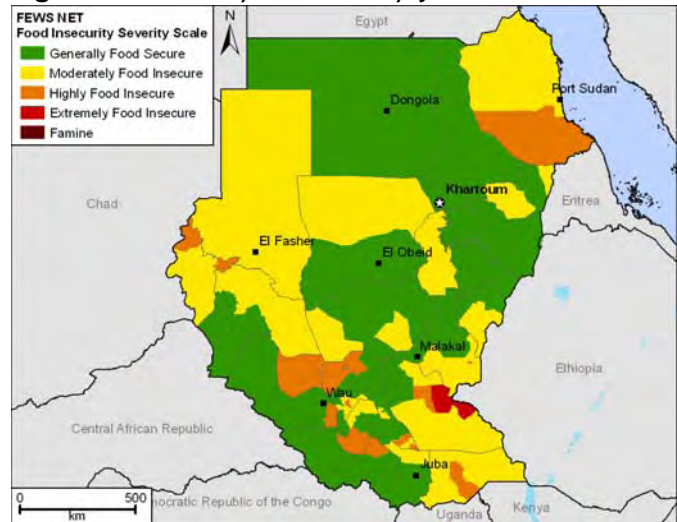 FEWS NET
Food Insecurity Severity Scale
Generally Food Secure
Moderately Food Insecure
Highly Food Insecure
Extremely Food Insecure
Famine
N
Egypt
Port Sudan
Dongola
Khartoum
Chad
Eritrea
El Fasher
El Obeid
Malakal
Ethiopia
Wau
Central African Republic
Juba
0 500
km
ocratic Republic of the Congo
Uganda
Kenya